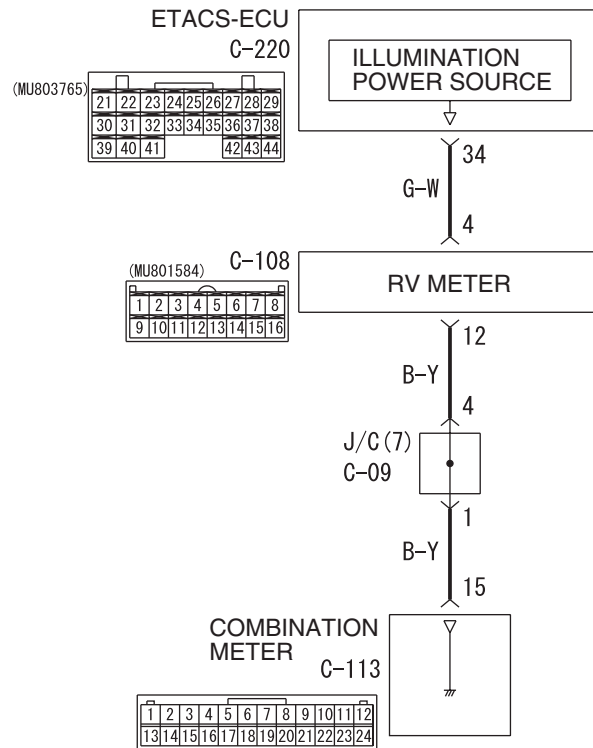 ETACS-ECU
C-220
ILLUMINATION
POWER SOURCE
(MU803765)
21 22 23 24 25 26 27 28 29
30 31 32 33 34 35 36 37 38
39 40 41 42 43 44
34
G-W
4
C-108
(MU801584)
RV METER
1 2 3 4 5 6 7 8
9 10 11 12 13 14 15 16
12
B-Y
4
J/C(7)
C-09
1
B-Y
15
COMBINATION
METER
C-113
1 2 3 4 5 6 7 8 9 10 11 12
13 14 15 16 17 18 19 20 21 22 23 24